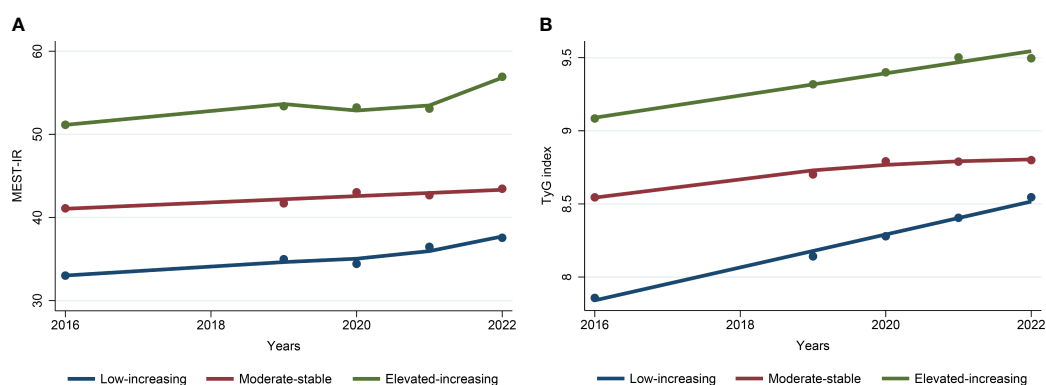 A
MEST-IR
60
50
40
30
2016
2018
2020
2022
Years
Low-increasing
Moderate-stable
Elevated-increasing
B
TyG index
9.5
9
8.5
8
2016
2018
2020
2022
Years
Low-increasing
Moderate-stable
Elevated-increasing